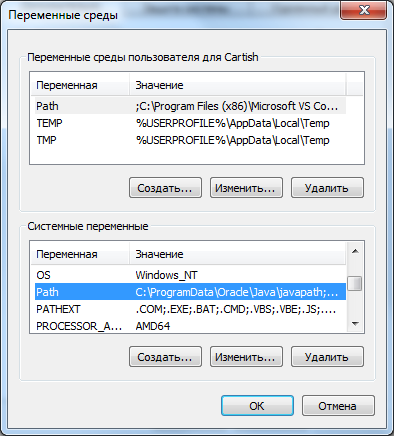 Переменные среды
Переменные среды пользователя для Cartish
Переменная Значение
Path ;C:\Program Files (x86)\Microsoft VS Co...
TEMP %USERPROFILE%\AppData\Local\Temp
TMP %USERPROFILE%\AppData\Local\Temp
Создать... Изменить... Удалить
Системные переменные
Переменная Значение
OS Windows_NT
Path C:\ProgramData\Oracle\Java\javapath;...
PATHEXT .COM;.EXE;.BAT;.CMD;.VBS;.VBE;.JS;....
PROCESSOR_A... AMD64
Создать... Изменить... Удалить
OK Отмена